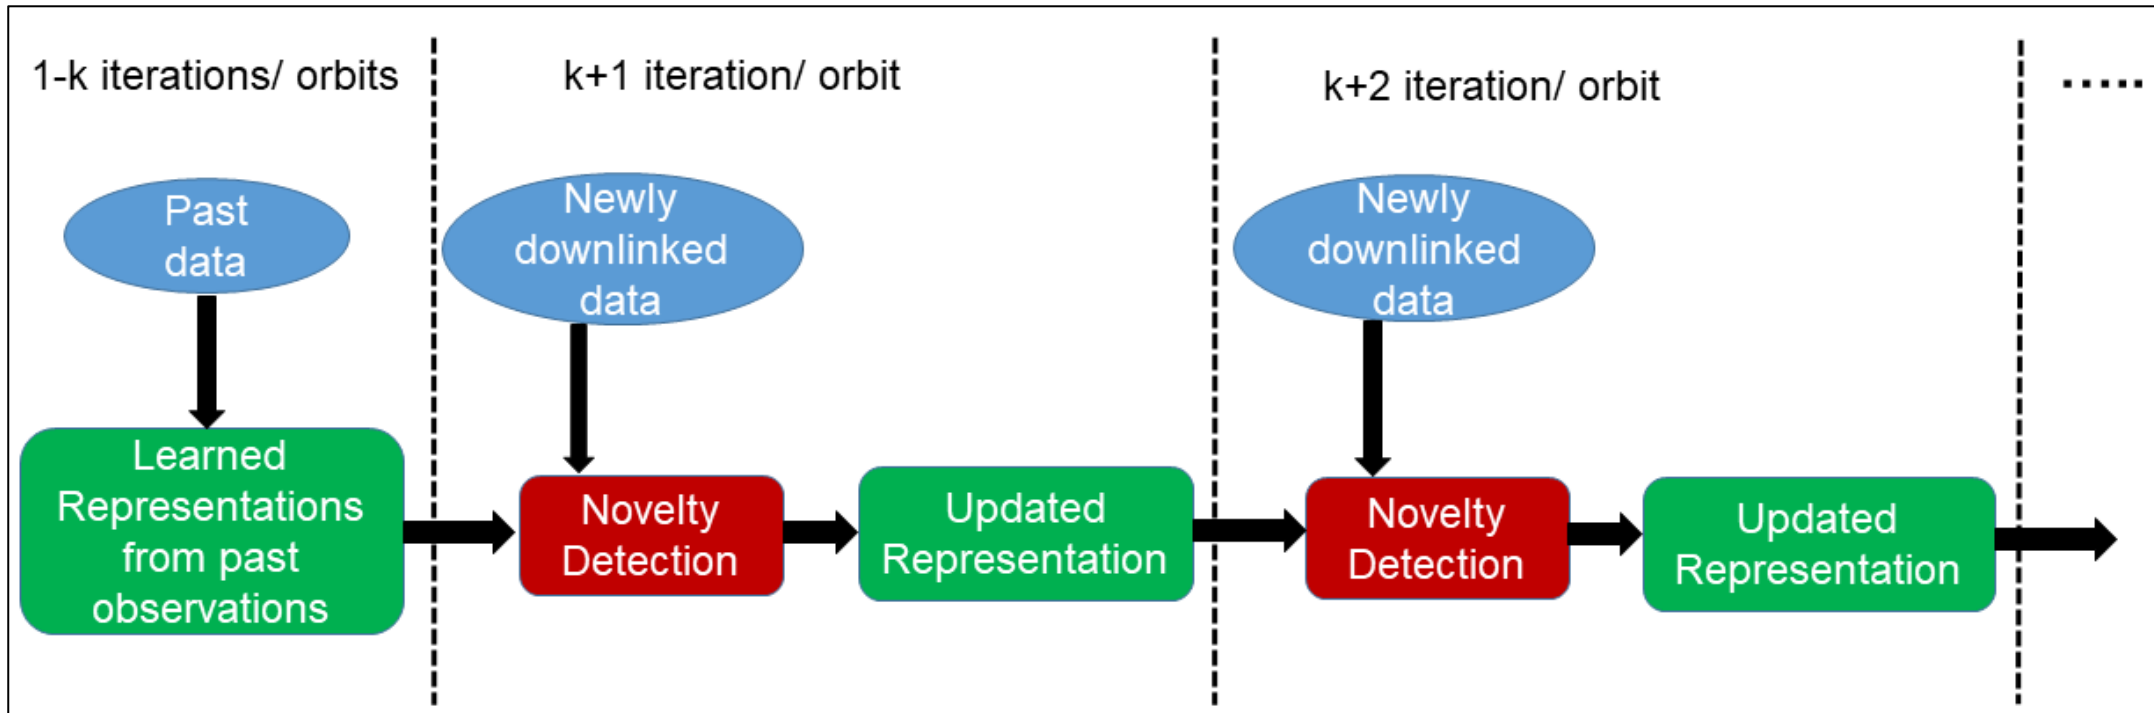 1-k iterations/ orbits
k+1 iteration/ orbit
k+2 iteration/ orbit
.....
Past
data
Newly
downlinked
data
Newly
downlinked
data
Learned
Representations
from past
observations
Novelty
Detection
Updated
Representation
Novelty
Detection
Updated
Representation